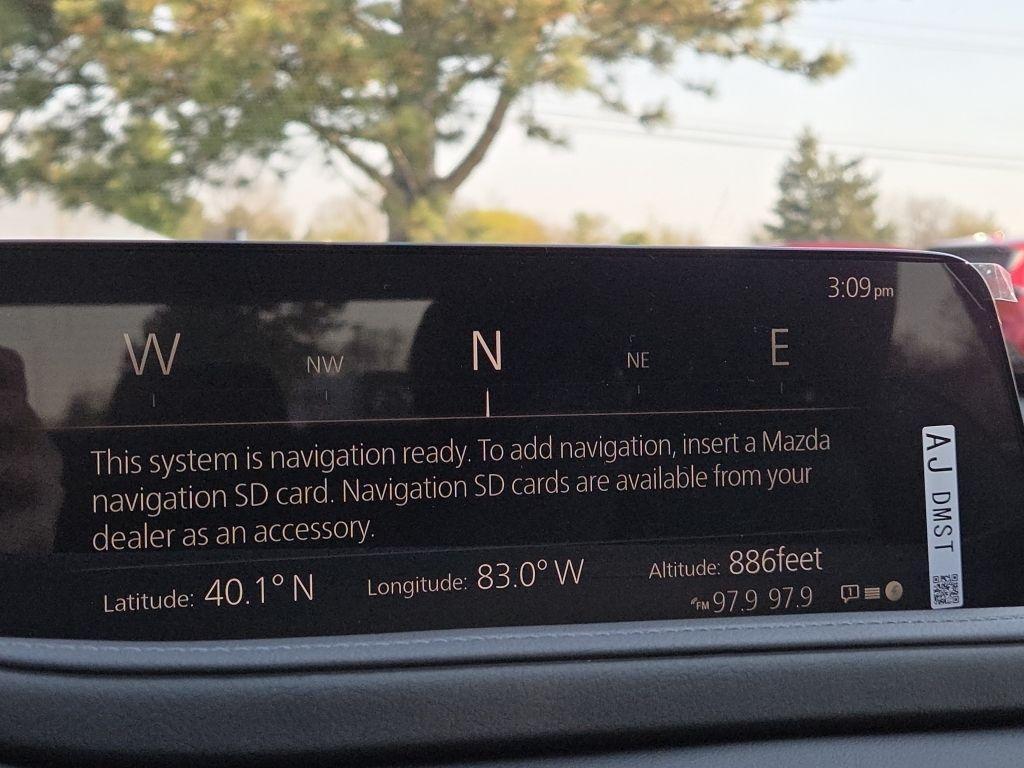 3:09pm
W NW N NE E
This system is navigation ready. To add navigation, insert a Mazda
navigation SD card. Navigation SD cards are available from your
dealer as an accessory.
Latitude: 40.1° N Longitude: 83.0° W Altitude: 886feet
FM 97.9 97.9 1
AJ DMST